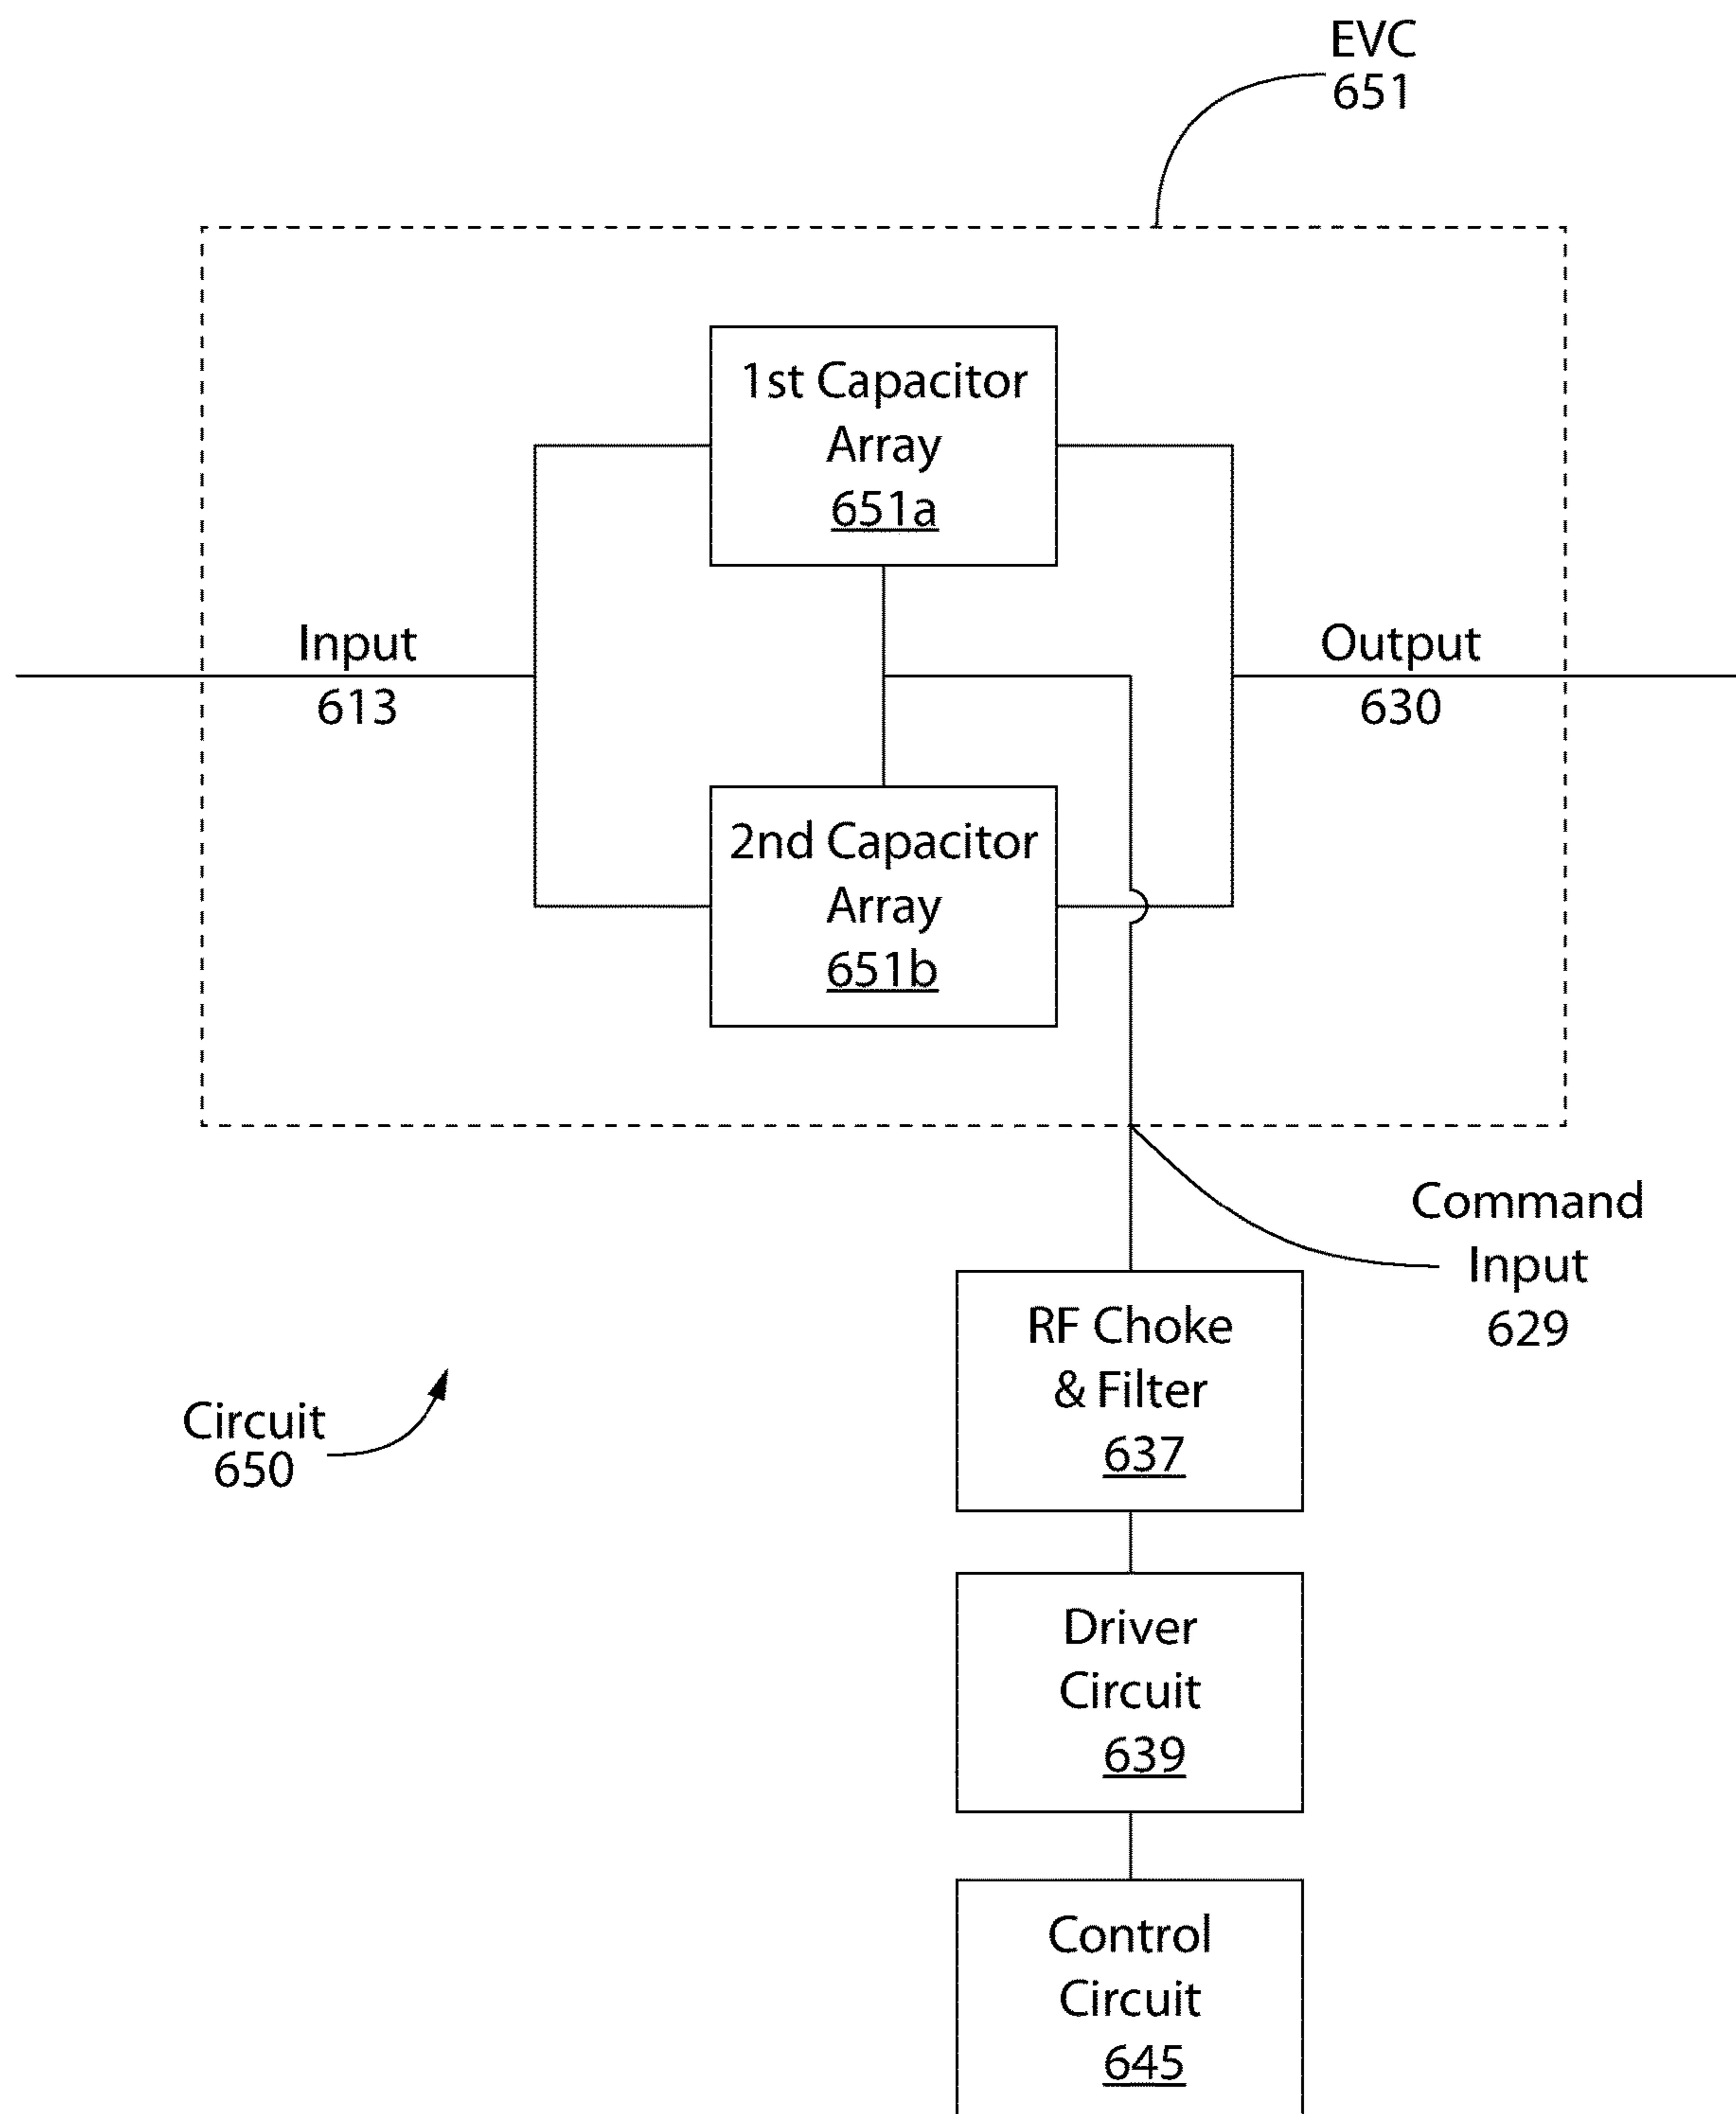 EVC
651
1st Capacitor
Array
651a
Input
613
Output
630
2nd Capacitor
Array
651b
Command
Input
629
RF Choke
& Filter
637
Circuit
650
Driver
Circuit
639
Control
Circuit
645